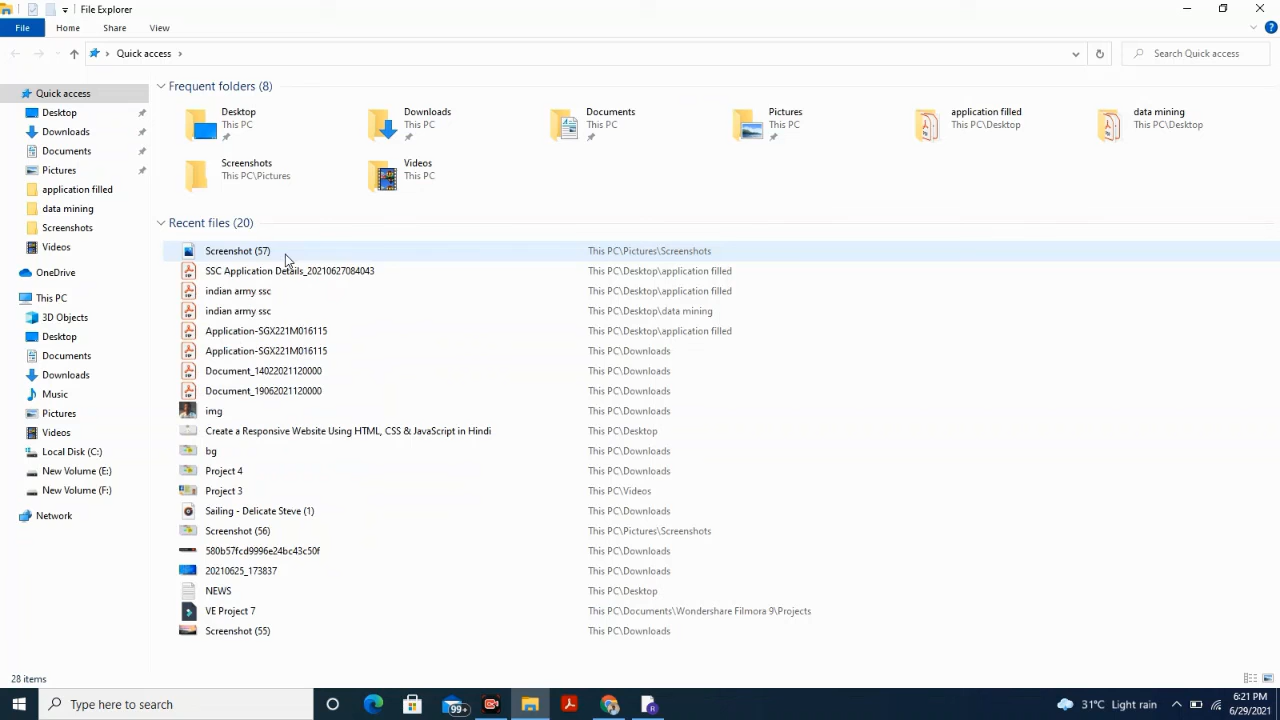 File Explorer
File Home Share View
Quick access
Search Quick access
Quick access
Desktop
Downloads
Documents
Pictures
application filled
data mining
Screenshots
Videos
OneDrive
This PC
3D Objects
Desktop
Documents
Downloads
Music
Pictures
Videos
Local Disk (C:)
New Volume (E:)
New Volume (F:)
Network
Frequent folders (8)
Desktop
This PC
Downloads
This PC
Documents
This PC
Pictures
This PC
application filled
This PC\Desktop
data mining
This PC\Desktop
Screenshots
This PC\Pictures
Videos
This PC
Recent files (20)
Screenshot (57) This PC\Pictures\Screenshots
SSC Application Details_20210627084043 This PC\Desktop\application filled
indian army ssc This PC\Desktop\application filled
indian army ssc This PC\Desktop\data mining
Application-SGX221M016115 This PC\Desktop\application filled
Application-SGX221M016115 This PC\Downloads
Document_14022021120000 This PC\Downloads
Document_19062021120000 This PC\Downloads
img This PC\Downloads
Create a Responsive Website Using HTML, CSS & JavaScript in Hindi This PC\Desktop
bg This PC\Downloads
Project 4 This PC\Downloads
Project 3 This PC\Videos
Sailing - Delicate Steve (1) This PC\Downloads
Screenshot (56) This PC\Pictures\Screenshots
580b57fcd9996e24bc43c50f This PC\Downloads
20210625_173837 This PC\Downloads
NEWS This PC\Desktop
VE Project 7 This PC\Documents\Wondershare Filmora 9\Projects
Screenshot (55) This PC\Downloads
28 items
Type here to search
99+
31°C Light rain
6:21 PM
6/29/2021